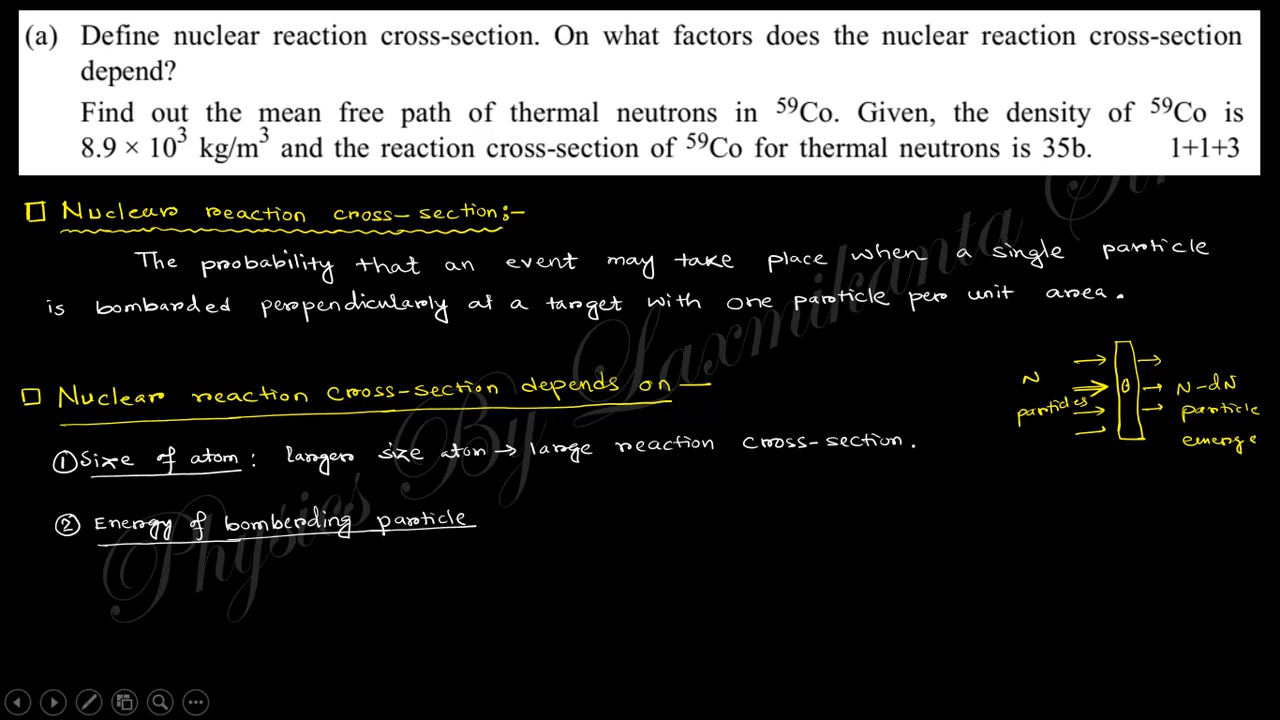 (a) Define nuclear reaction cross-section. On what factors does the nuclear reaction cross-section
depend?
Find out the mean free path of thermal neutrons in ⁵⁹Co. Given, the density of ⁵⁹Co is
8.9 × 10³ kg/m³ and the reaction cross-section of ⁵⁹Co for thermal neutrons is 35b. 1+1+3
Nuclear reaction cross-section:-
The probability that an event may take place when a single particle
is bombarded perpendicularly at a target with one particle per unit area.
Nuclear reaction cross-section depends on —
① Size of atom: larger size atom → large reaction cross-section.
② Energy of bomberding particle
N
particles
N-dN
particle
emerge
Physics By Laxmikanta